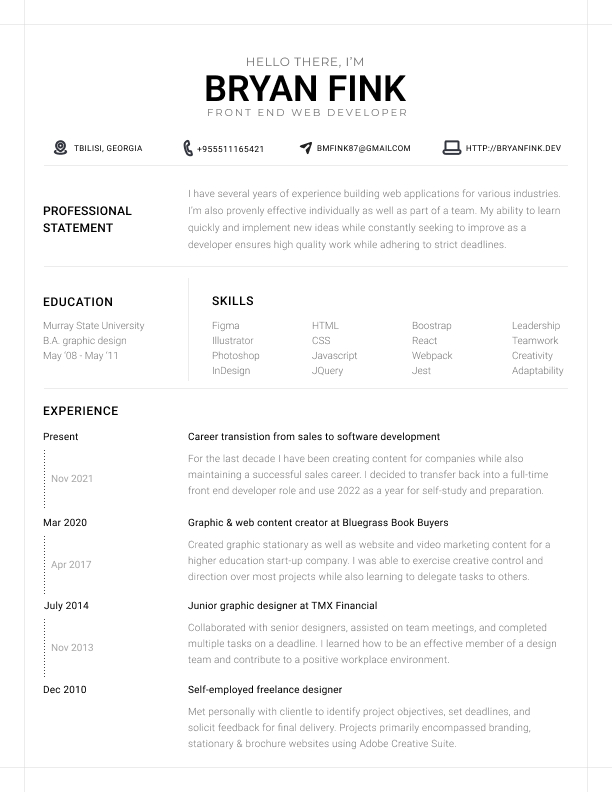 HELLO THERE, I'M
BRYAN FINK
FRONT END WEB DEVELOPER
TBILISI, GEORGIA
+955511165421
BMFINK87@GMAILCOM
HTTP://BRYANFINK.DEV
PROFESSIONAL
STATEMENT
I have several years of experience building web applications for various industries.
I'm also provenly effective individually as well as part of a team. My ability to learn
quickly and implement new ideas while constantly seeking to improve as a
developer ensures high quality work while adhering to strict deadlines.
EDUCATION
Murray State University
B.A. graphic design
May '08 - May '11
SKILLS
Figma
Illustrator
Photoshop
InDesign
HTML
CSS
Javascript
JQuery
Boostrap
React
Webpack
Jest
Leadership
Teamwork
Creativity
Adaptability
EXPERIENCE
Present
Nov 2021
Career transistion from sales to software development
For the last decade I have been creating content for companies while also
maintaining a successful sales career. I decided to transfer back into a full-time
front end developer role and use 2022 as a year for self-study and preparation.
Mar 2020
Apr 2017
Graphic & web content creator at Bluegrass Book Buyers
Created graphic stationary as well as website and video marketing content for a
higher education start-up company. I was able to exercise creative control and
direction over most projects while also learning to delegate tasks to others.
July 2014
Nov 2013
Junior graphic designer at TMX Financial
Collaborated with senior designers, assisted on team meetings, and completed
multiple tasks on a deadline. I learned how to be an effective member of a design
team and contribute to a positive workplace environment.
Dec 2010
Self-employed freelance designer
Met personally with clientle to identify project objectives, set deadlines, and
solicit feedback for final delivery. Projects primarily encompassed branding,
stationary & brochure websites using Adobe Creative Suite.